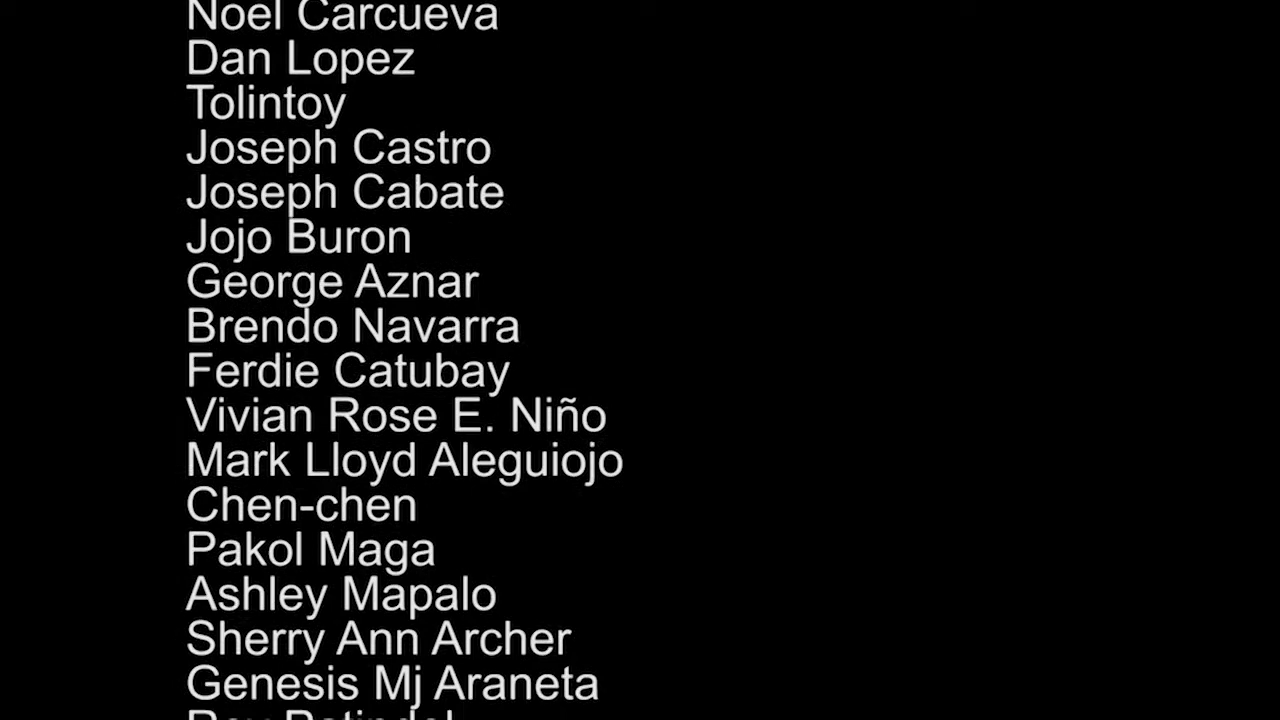 Noel Carcueva
Dan Lopez
Tolintoy
Joseph Castro
Joseph Cabate
Jojo Buron
George Aznar
Brendo Navarra
Ferdie Catubay
Vivian Rose E. Niño
Mark Lloyd Aleguiojo
Chen-chen
Pakol Maga
Ashley Mapalo
Sherry Ann Archer
Genesis Mj Araneta